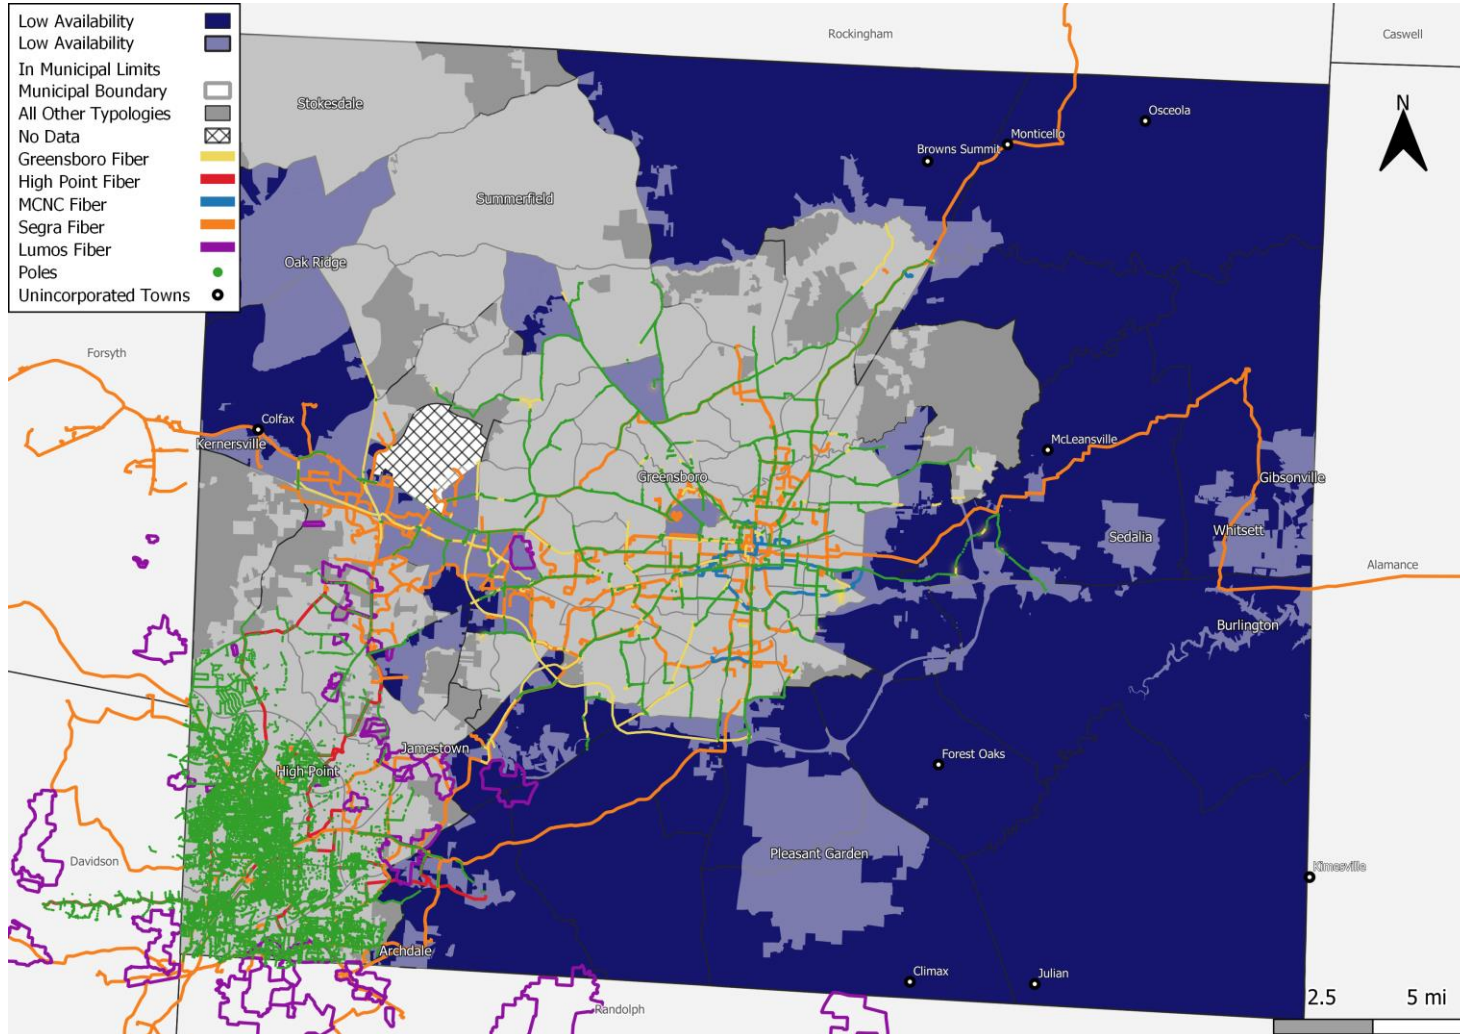 Low Availability
Low Availability
In Municipal Limits
Municipal Boundary
All Other Typologies
No Data
Greensboro Fiber
High Point Fiber
MCNC Fiber
Segra Fiber
Lumos Fiber
Poles
Unincorporated Towns
Rockingham
Caswell
N
Stokesdale
Osceola
Monticello
Browns Summit
Summerfield
Oak Ridge
Forsyth
Colfax
Kernersville
McLeansville
Greensboro
Gibsonville
Whitsett
Sedalia
Alamance
Burlington
Jamestown
Forest Oaks
High Point
Pleasant Garden
Davidson
Kimesville
Archdale
Climax
Julian
Randolph
2.5 5 mi